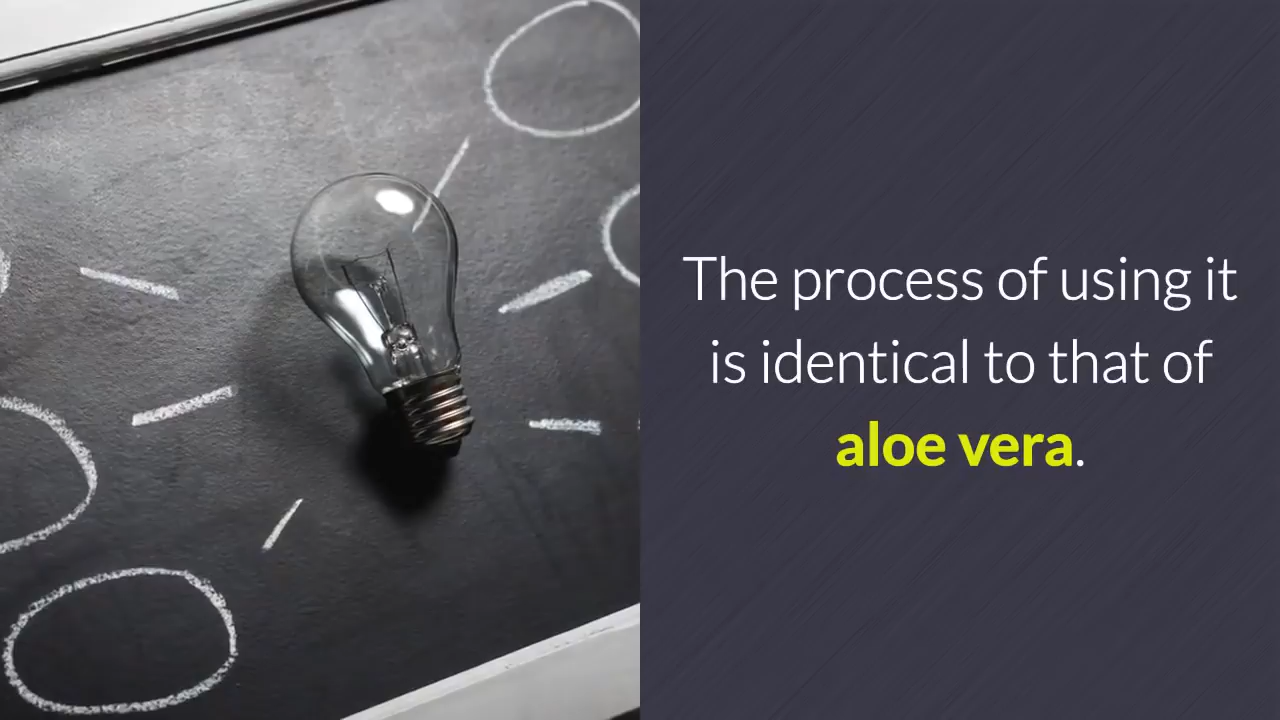 The process of using it
is identical to that of
aloe vera.